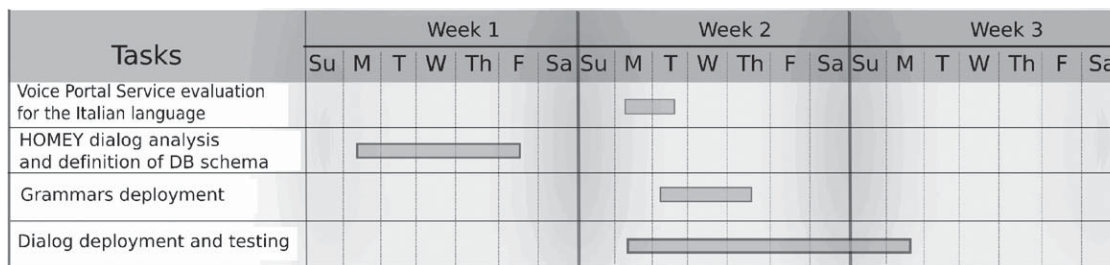 Tasks
Week 1
Week 2
Week 3
Su M T W Th F Sa Su M T W Th F Sa Su M T W Th F Sa
Voice Portal Service evaluation
for the Italian language
HOMEY dialog analysis
and definition of DB schema
Grammars deployment
Dialog deployment and testing